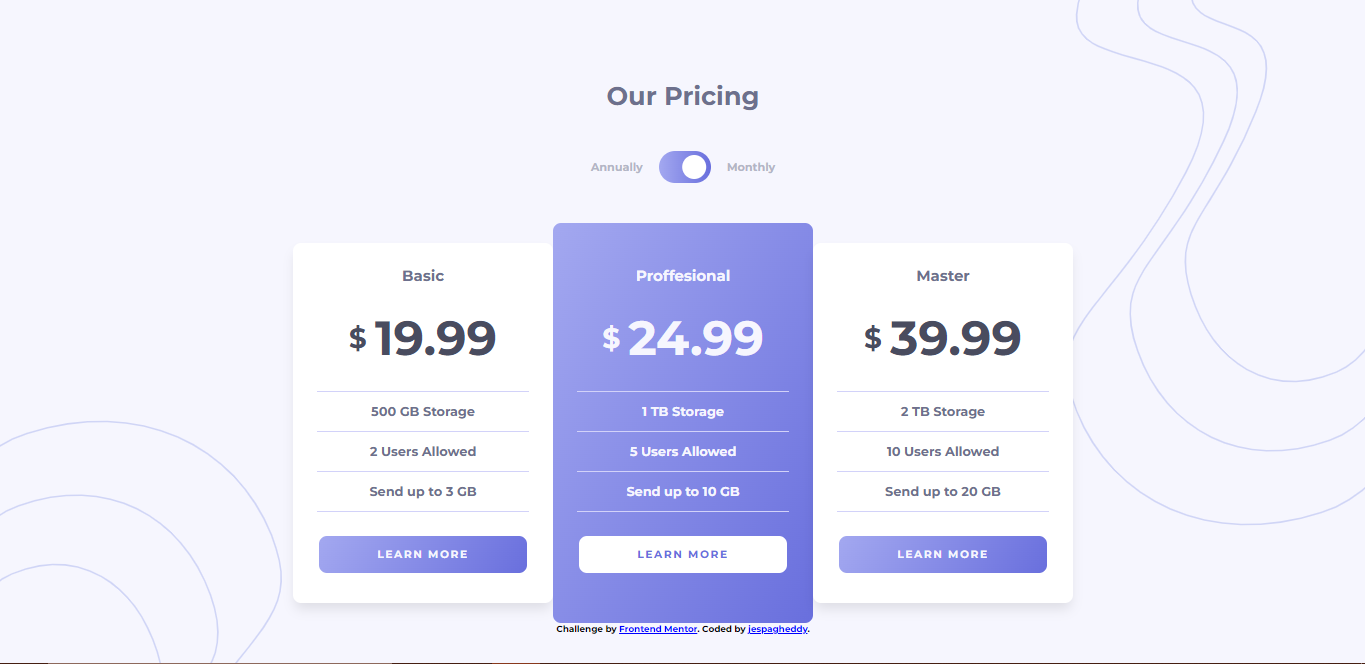 Our Pricing
Annually Monthly
Basic
$ 19.99
500 GB Storage
2 Users Allowed
Send up to 3 GB
LEARN MORE
Proffesional
$ 24.99
1 TB Storage
5 Users Allowed
Send up to 10 GB
LEARN MORE
Master
$ 39.99
2 TB Storage
10 Users Allowed
Send up to 20 GB
LEARN MORE
Challenge by Frontend Mentor. Coded by jespagheddy.